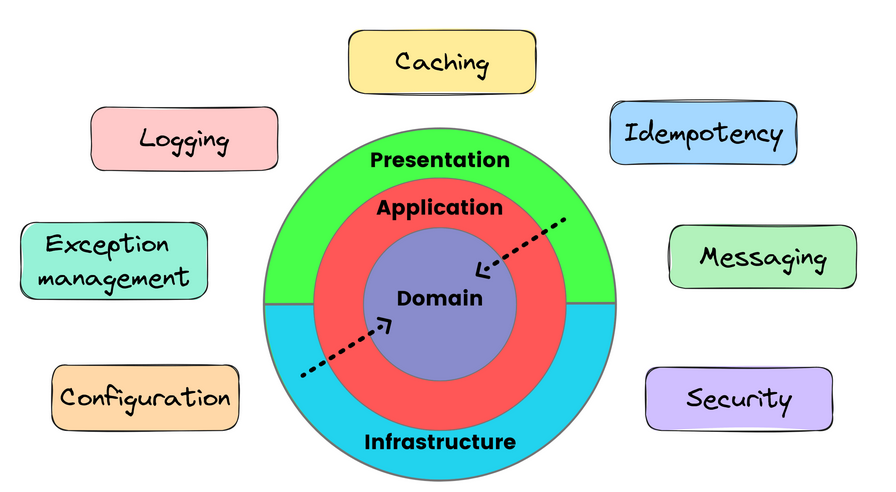 Caching
Logging
Idempotency
Presentation
Application
Exception
management
Messaging
Domain
Configuration
Security
Infrastructure